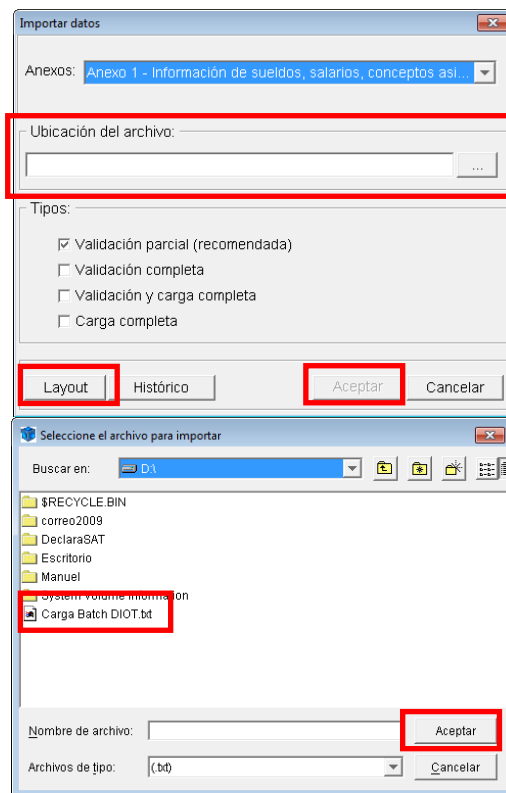 Importar datos
Anexos: Anexo 1 - Información de sueldos, salarios, conceptos asi...
Ubicación del archivo:
...
Tipos:
Validación parcial (recomendada)
Validación completa
Validación y carga completa
Carga completa
Layout Histórico Aceptar Cancelar
Seleccione el archivo para importar
Buscar en: D:\
$RECYCLE.BIN
correo2009
DeclaraSAT
Escritorio
Manuel
System Volume Information
Carga Batch DIOT.txt
Nombre de archivo: Aceptar
Archivos de tipo: (.txt) Cancelar